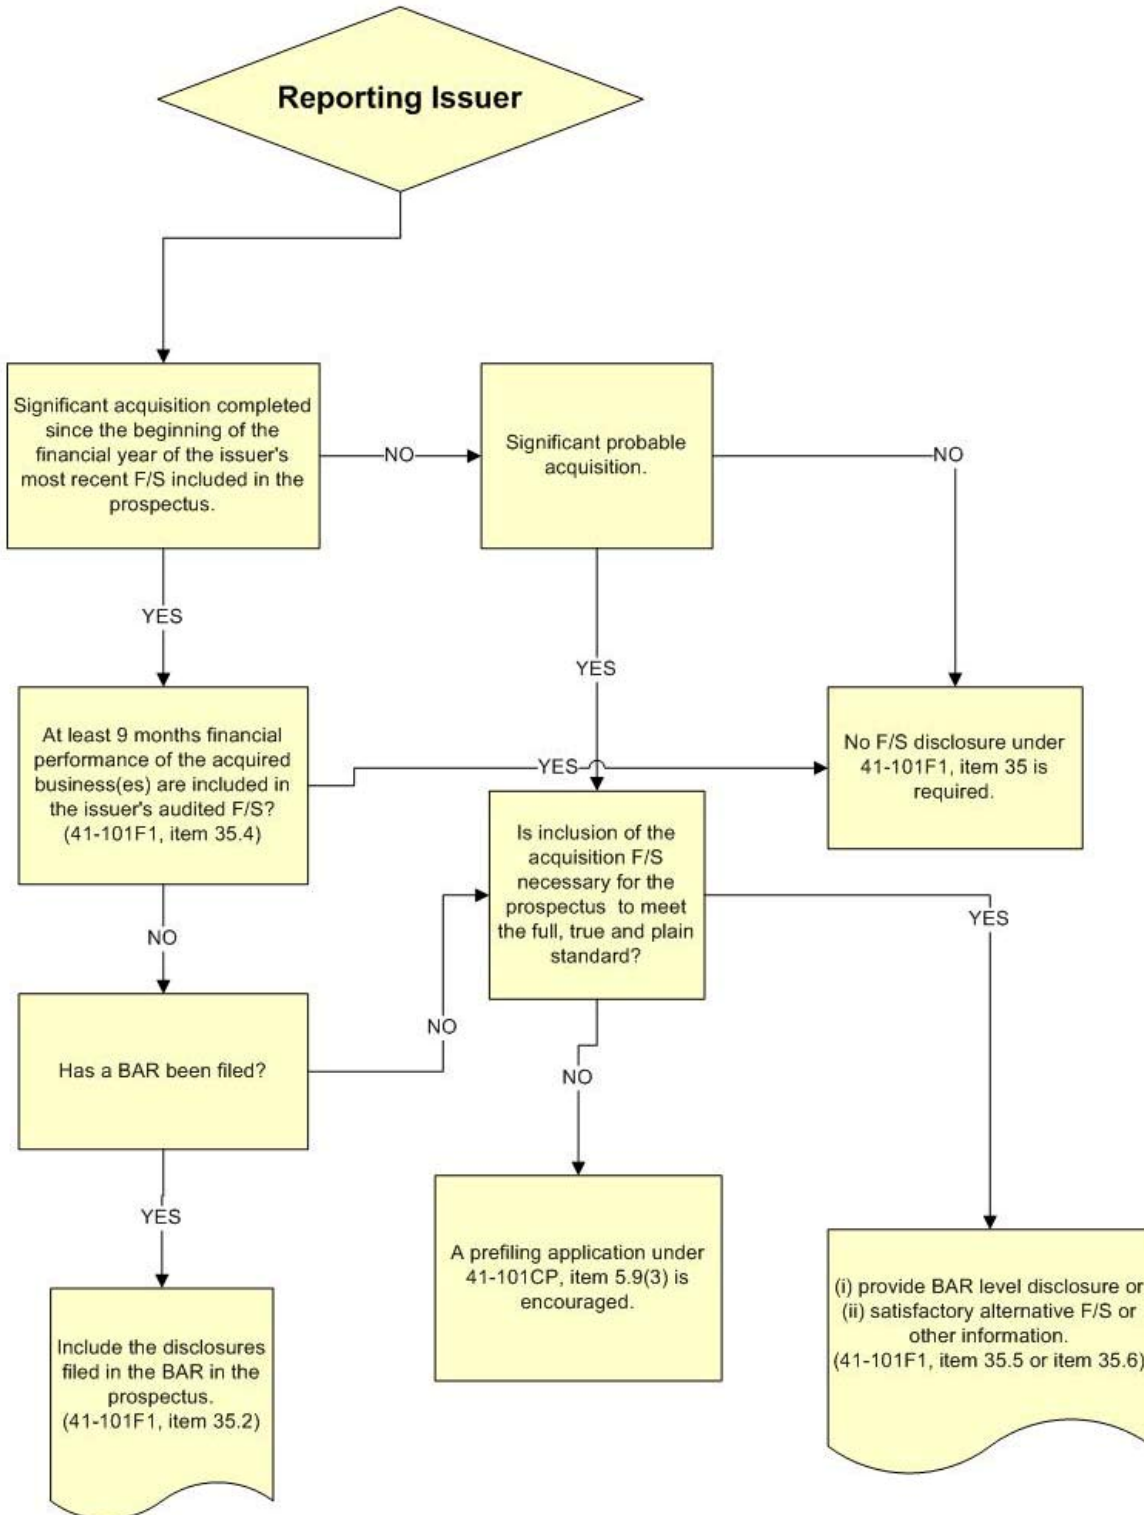 Reporting Issuer
Significant acquisition completed
since the beginning of the
financial year of the issuer's
most recent F/S included in the
prospectus.
NO
Significant probable
acquisition.
NO
YES
YES
At least 9 months financial
performance of the acquired
business(es) are included in
the issuer's audited F/S?
(41-101F1, item 35.4)
YES
No F/S disclosure under
41-101F1, item 35 is
required.
Is inclusion of the
acquisition F/S
necessary for the
prospectus to meet
the full, true and plain
standard?
YES
NO
Has a BAR been filed?
NO
NO
YES
A prefiling application under
41-101CP, item 5.9(3) is
encouraged.
(i) provide BAR level disclosure or
(ii) satisfactory alternative F/S or
other information.
(41-101F1, item 35.5 or item 35.6)
Include the disclosures
filed in the BAR in the
prospectus.
(41-101F1, item 35.2)